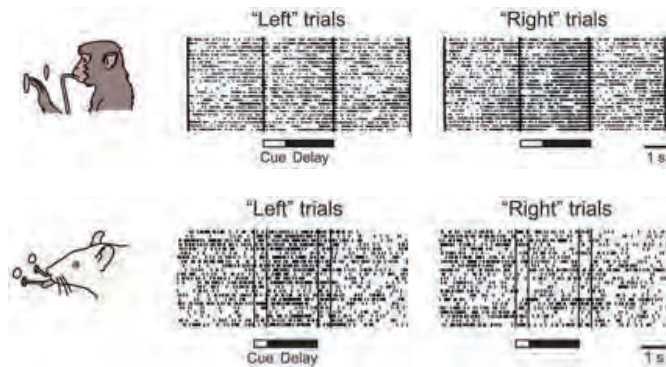 “Left” trials “Right” trials
Cue Delay
1 s
“Left” trials “Right” trials
Cue Delay
1 s